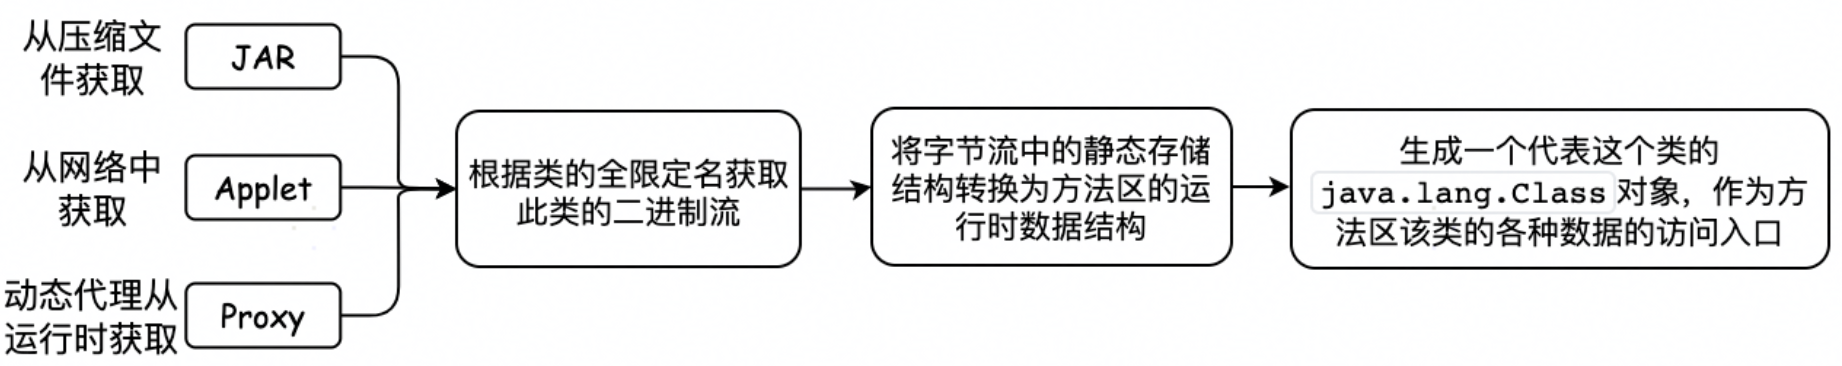 从压缩文
件获取
JAR
从网络中
获取
Applet
动态代理从
运行时获取
Proxy
根据类的全限定名获取
此类的二进制流
将字节流中的静态存储
结构转换为方法区的运
行时数据结构
生成一个代表这个类的
java.lang.Class对象，作为方
法区该类的各种数据的访问入口